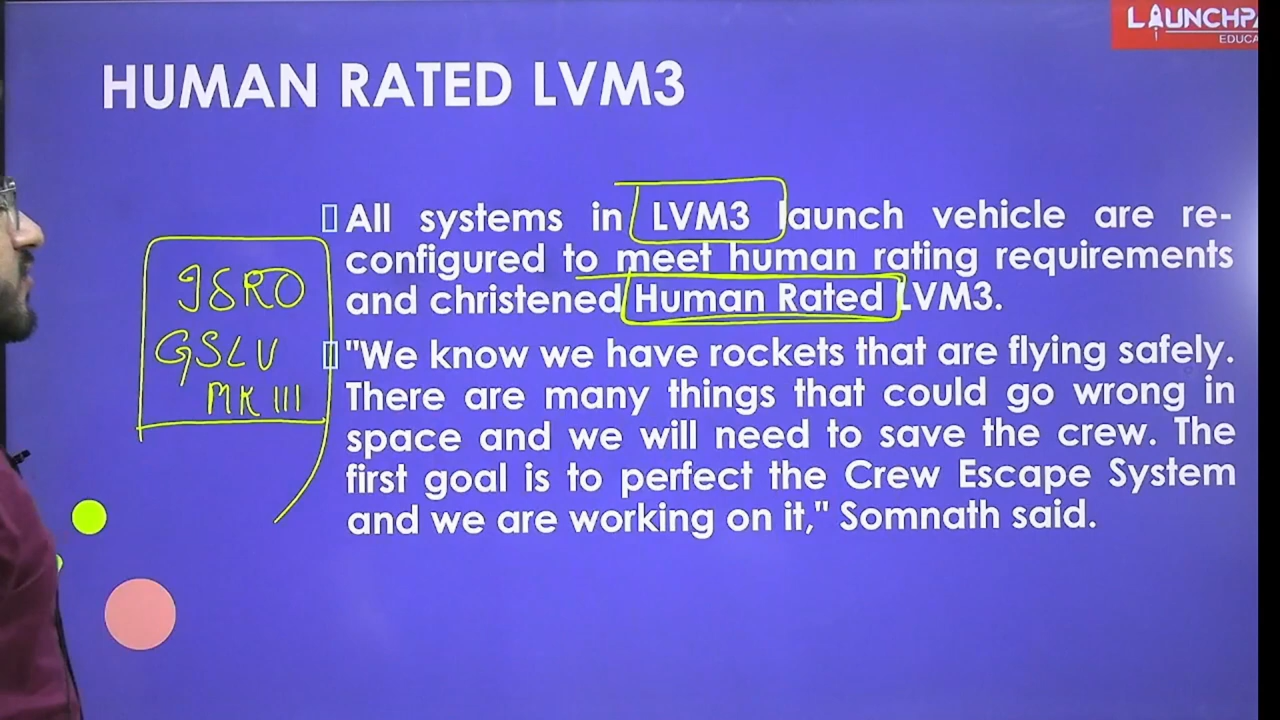 LAUNCHPA
EDUCA
HUMAN RATED LVM3
All systems in LVM3 launch vehicle are re-
configured to meet human rating requirements
and christened Human Rated LVM3.
"We know we have rockets that are flying safely.
There are many things that could go wrong in
space and we will need to save the crew. The
first goal is to perfect the Crew Escape System
and we are working on it," Somnath said.
ISRO
GSLV
MK III